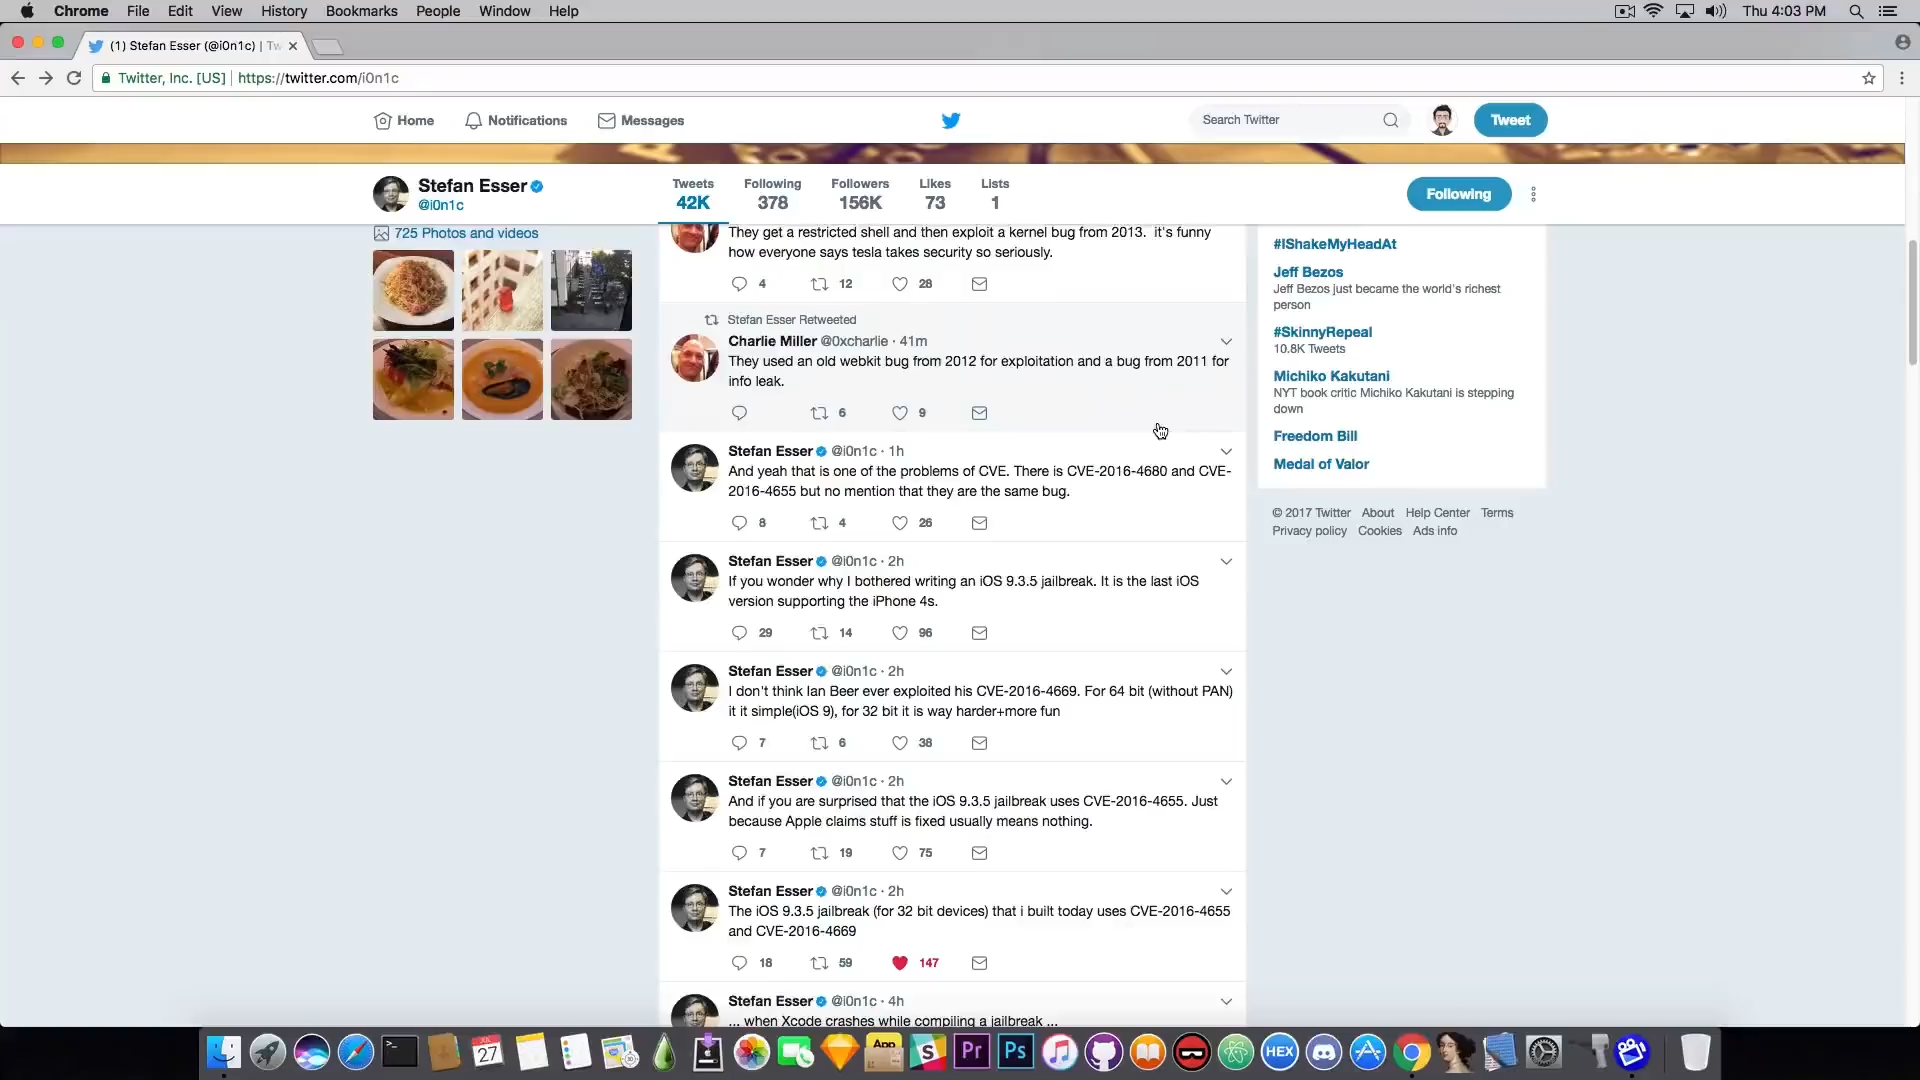 Chrome File Edit View History Bookmarks People Window Help Thu 4:03 PM
(1) Stefan Esser (@i0n1c) | Tw
Twitter, Inc. [US] | https://twitter.com/i0n1c
Home Notifications Messages Search Twitter Tweet
Stefan Esser
@i0n1c
Tweets Following Followers Likes Lists
42K 378 156K 73 1
Following
725 Photos and videos
They get a restricted shell and then exploit a kernel bug from 2013. it's funny
how everyone says tesla takes security so seriously.
4 12 28
Stefan Esser Retweeted
Charlie Miller @0xcharlie · 41m
They used an old webkit bug from 2012 for exploitation and a bug from 2011 for
info leak.
6 9
Stefan Esser @i0n1c · 1h
And yeah that is one of the problems of CVE. There is CVE-2016-4680 and CVE-
2016-4655 but no mention that they are the same bug.
8 4 26
Stefan Esser @i0n1c · 2h
If you wonder why I bothered writing an iOS 9.3.5 jailbreak. It is the last iOS
version supporting the iPhone 4s.
29 14 96
Stefan Esser @i0n1c · 2h
I don't think Ian Beer ever exploited his CVE-2016-4669. For 64 bit (without PAN)
it it simple(iOS 9), for 32 bit it is way harder+more fun
7 6 38
Stefan Esser @i0n1c · 2h
And if you are surprised that the iOS 9.3.5 jailbreak uses CVE-2016-4655. Just
because Apple claims stuff is fixed usually means nothing.
7 19 75
Stefan Esser @i0n1c · 2h
The iOS 9.3.5 jailbreak (for 32 bit devices) that i built today uses CVE-2016-4655
and CVE-2016-4669
18 59 147
Stefan Esser @i0n1c · 4h
... when Xcode crashes while compiling a jailbreak ...
#IShakeMyHeadAt
Jeff Bezos
Jeff Bezos just became the world's richest
person
#SkinnyRepeal
10.8K Tweets
Michiko Kakutani
NYT book critic Michiko Kakutani is stepping
down
Freedom Bill
Medal of Valor
© 2017 Twitter About Help Center Terms
Privacy policy Cookies Ads info
27 App S Pr Ps HEX